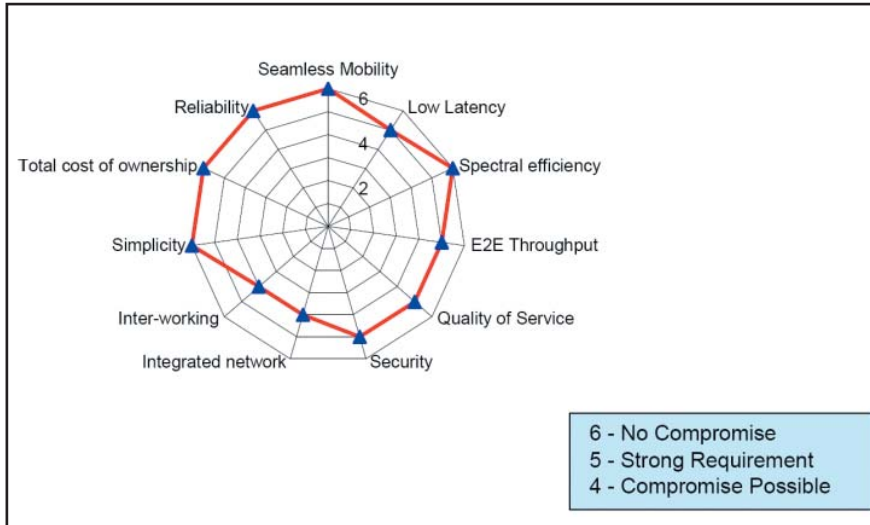 Seamless Mobility
Reliability
6
Low Latency
Total cost of ownership
4
Spectral efficiency
2
Simplicity
E2E Throughput
Inter-working
Quality of Service
Integrated network
Security
6 - No Compromise
5 - Strong Requirement
4 - Compromise Possible